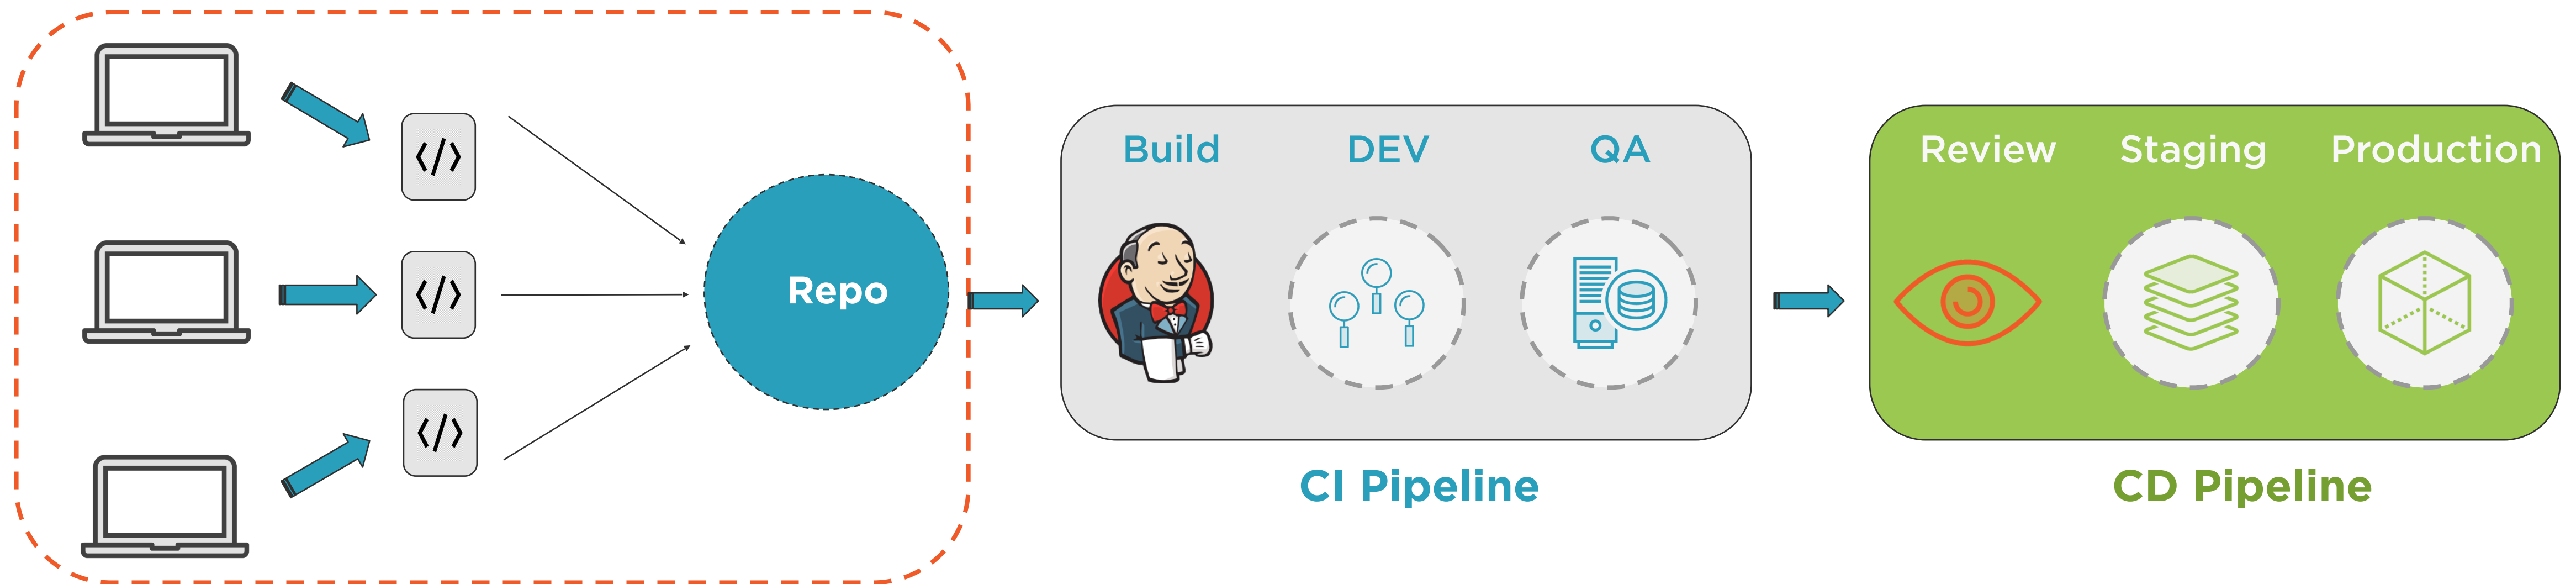 </>
</>
</>
Repo
Build DEV QA
CI Pipeline
Review Staging Production
CD Pipeline